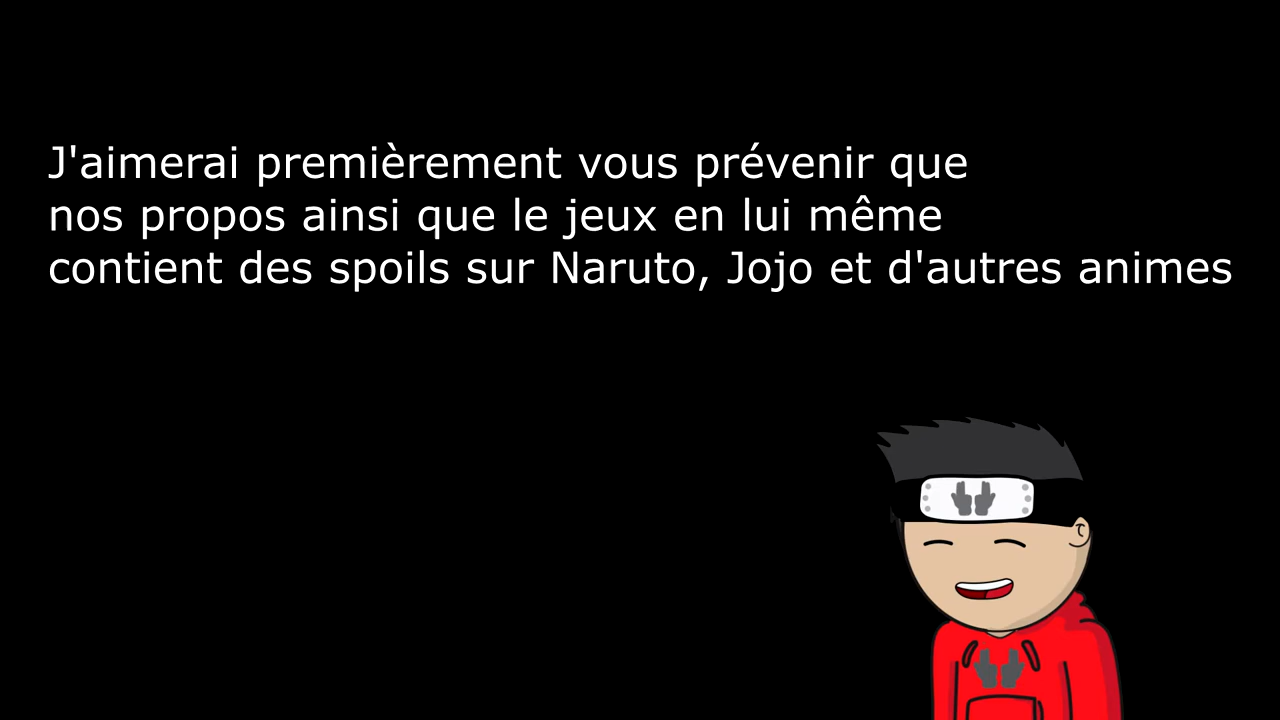 J'aimerai premièrement vous prévenir que
nos propos ainsi que le jeux en lui même
contient des spoils sur Naruto, Jojo et d'autres animes